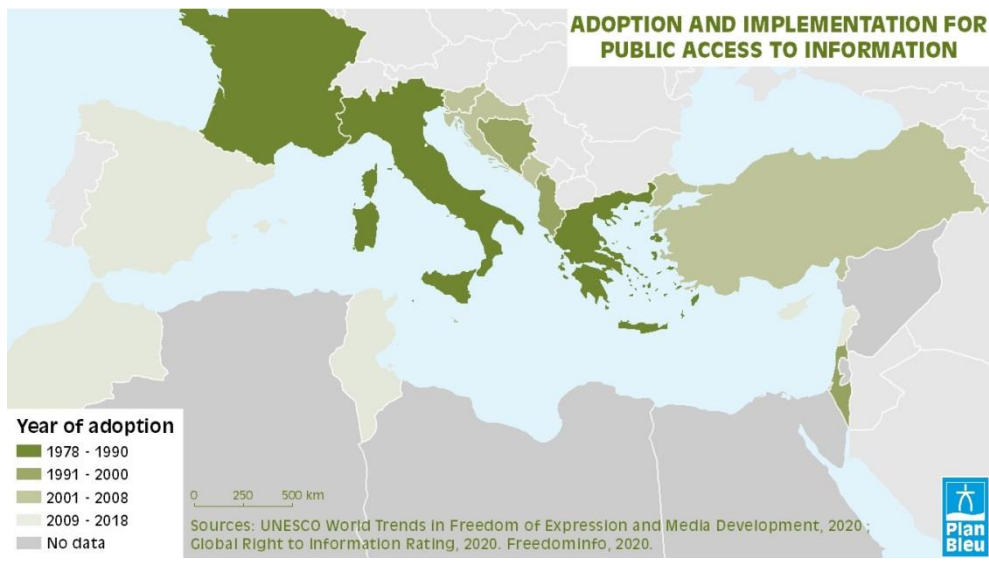 ADOPTION AND IMPLEMENTATION FOR
PUBLIC ACCESS TO INFORMATION
Year of adoption
1978 - 1990
1991 - 2000
2001 - 2008
2009 - 2018
No data
0 250 500 km
Sources: UNESCO World Trends in Freedom of Expression and Media Development, 2020 ;
Global Right to Information Rating, 2020. FreedomInfo, 2020.
Plan
Bleu